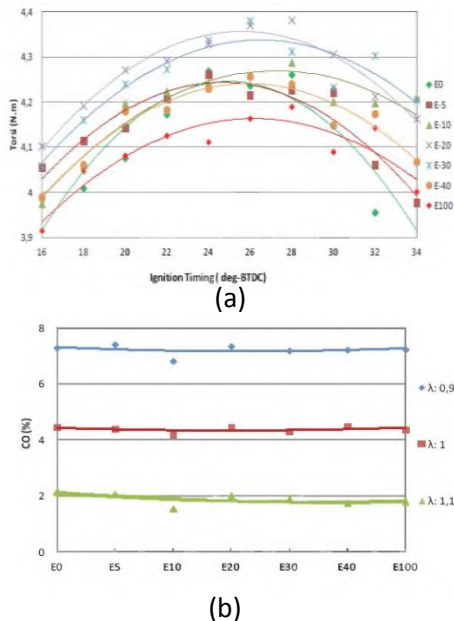 (a)
4,4
4,3
4,2
4,1
4
3,9
Torsi (N.m)
16 18 20 22 24 26 28 30 32 34
Ignition Timing ( deg-BTDC)
E0
E-5
E-10
E-20
E-30
E-40
E100
(a)
8
6
4
2
0
CO (%)
E0 E5 E10 E20 E30 E40 E100
λ: 0,9
λ: 1
λ: 1,1
(b)